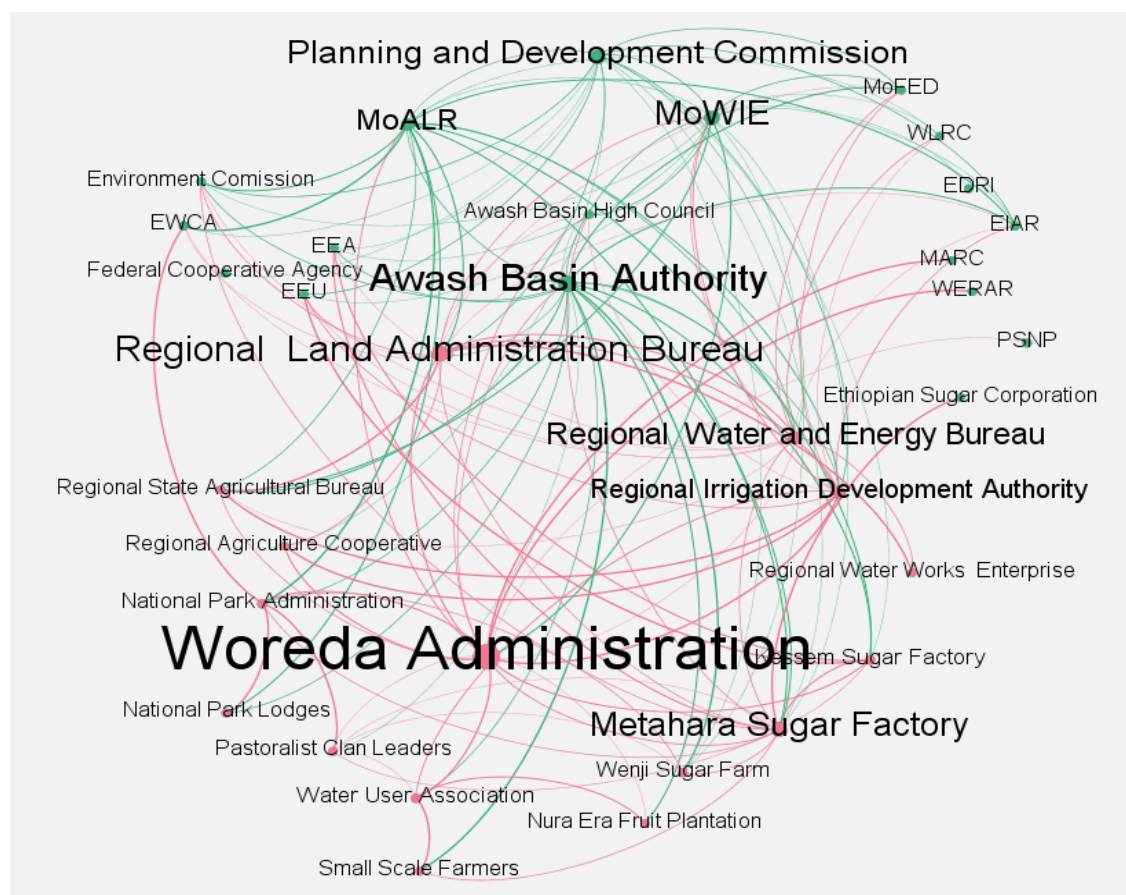 Planning and Development Commission
MoFED
MoALR
MoWIE
WLRC
Environment Comission
EDRI
EWCA
Awash Basin High Council
EIAR
EEA
MARC
Federal Cooperative Agency
Awash Basin Authority
EEU
WERAR
Regional Land Administration Bureau
PSNP
Ethiopian Sugar Corporation
Regional Water and Energy Bureau
Regional State Agricultural Bureau
Regional Irrigation Development Authority
Regional Agriculture Cooperative
Regional Water Works Enterprise
National Park Administration
Woreda Administration
Kessem Sugar Factory
National Park Lodges
Metahara Sugar Factory
Pastoralist Clan Leaders
Wenji Sugar Farm
Water User Association
Nura Era Fruit Plantation
Small Scale Farmers